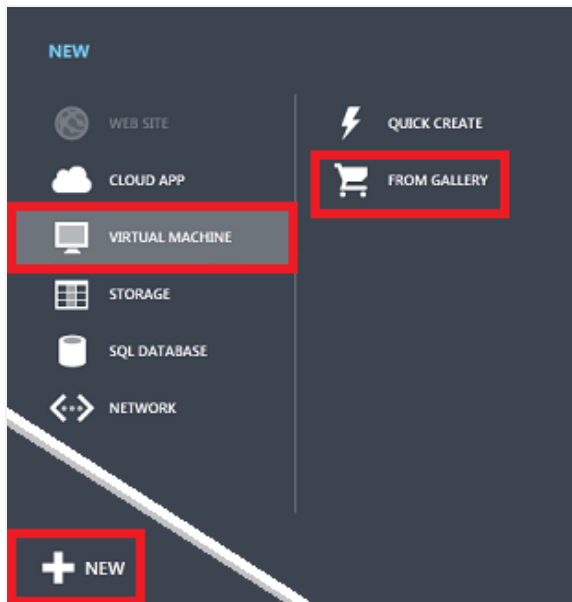 NEW
WEB SITE
CLOUD APP
VIRTUAL MACHINE
STORAGE
SQL DATABASE
NETWORK
QUICK CREATE
FROM GALLERY
NEW